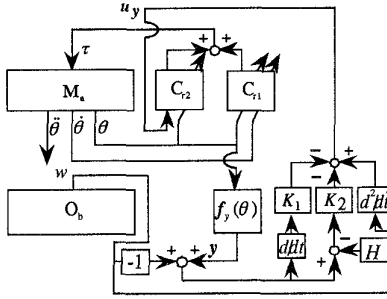 u_y
+ +
τ
M_a
C_r2
C_r1
θ̈ θ̇ θ
w
O_b
f_y(θ)
− − +
K_1
K_2
d²/dt²
d/dt
H
-1
+ +
y
−
+